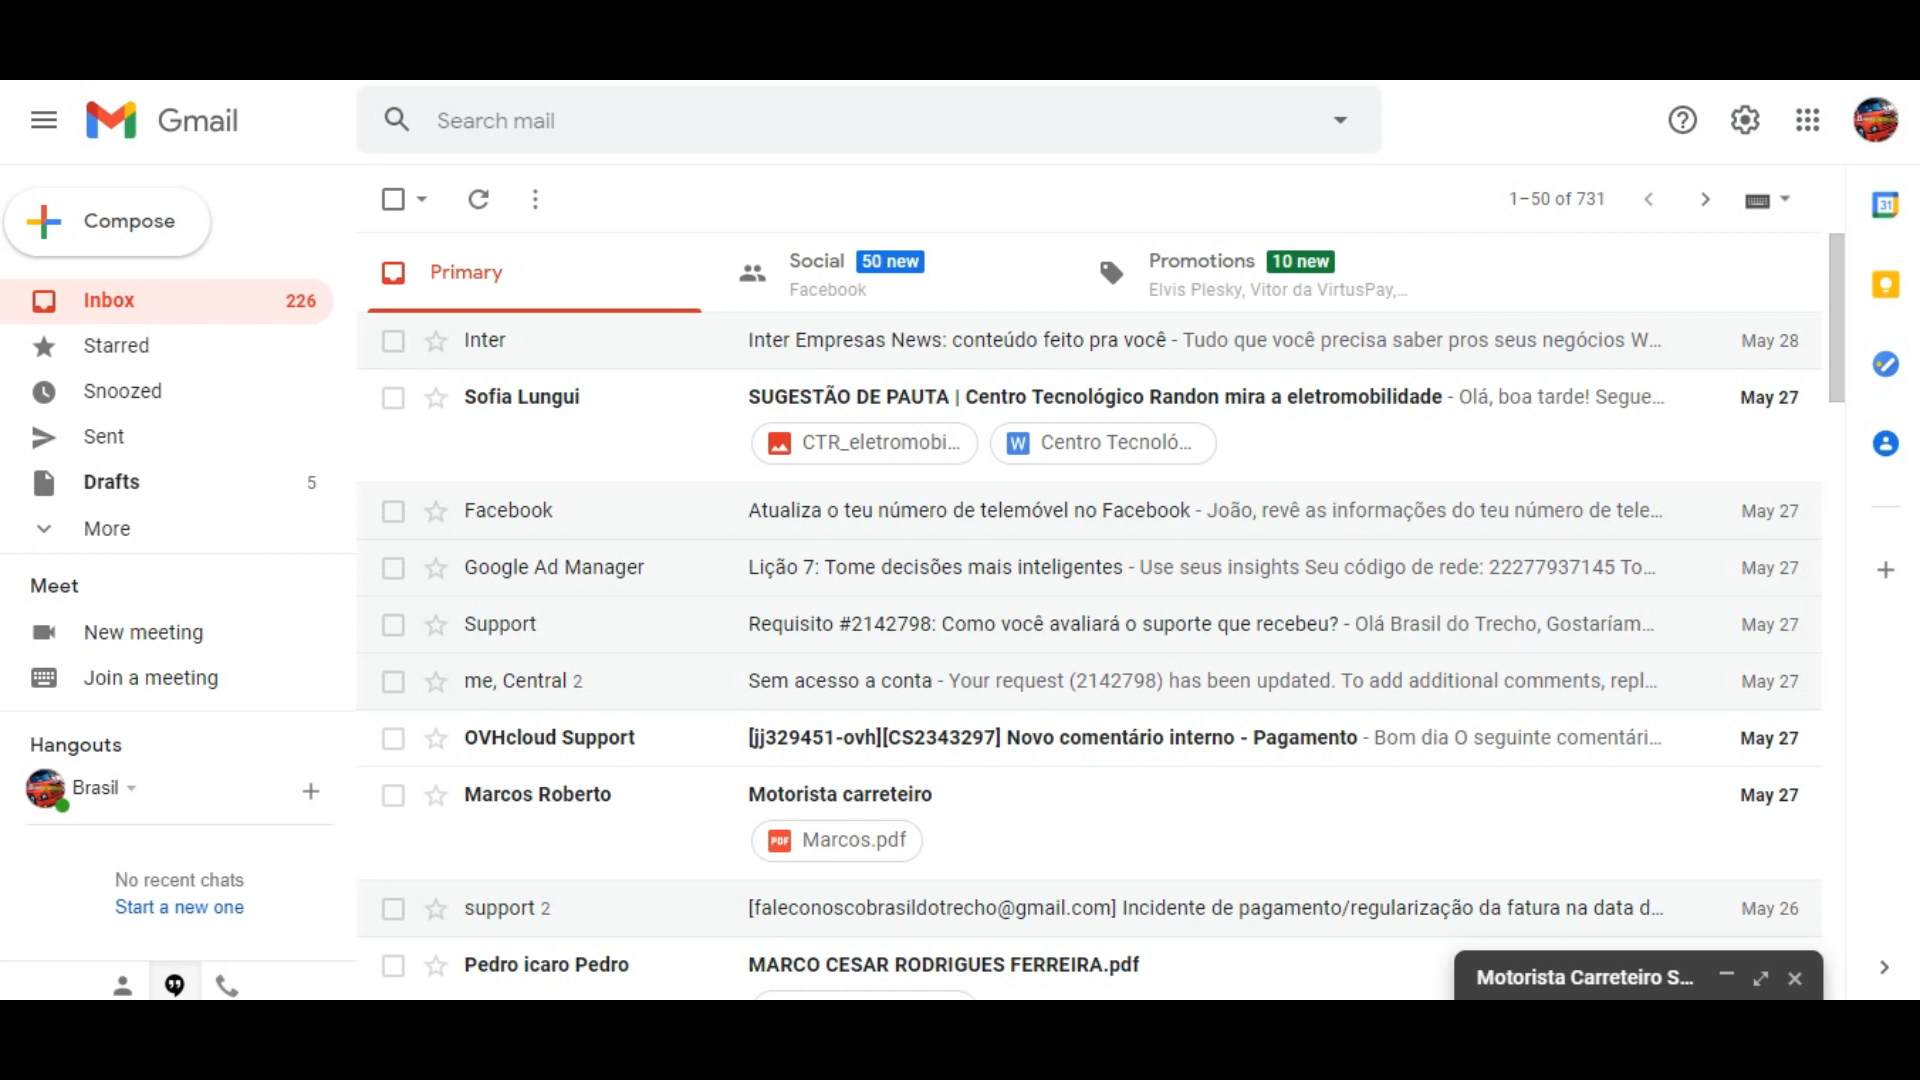 Gmail
Search mail
Compose
1–50 of 731
31
Primary
Social 50 new
Facebook
Promotions 10 new
Elvis Plesky, Vitor da VirtusPay,...
Inbox 226
Starred
Snoozed
Sent
Drafts 5
More
Meet
New meeting
Join a meeting
Hangouts
Brasil
No recent chats
Start a new one
Inter Inter Empresas News: conteúdo feito pra você - Tudo que você precisa saber pros seus negócios W... May 28
Sofia Lungui SUGESTÃO DE PAUTA | Centro Tecnológico Randon mira a eletromobilidade - Olá, boa tarde! Segue... May 27
CTR_eletromobi... W Centro Tecnoló...
Facebook Atualiza o teu número de telemóvel no Facebook - João, revê as informações do teu número de tele... May 27
Google Ad Manager Lição 7: Tome decisões mais inteligentes - Use seus insights Seu código de rede: 22277937145 To... May 27
Support Requisito #2142798: Como você avaliará o suporte que recebeu? - Olá Brasil do Trecho, Gostaríam... May 27
me, Central 2 Sem acesso a conta - Your request (2142798) has been updated. To add additional comments, repl... May 27
OVHcloud Support [jj329451-ovh][CS2343297] Novo comentário interno - Pagamento - Bom dia O seguinte comentári... May 27
Marcos Roberto Motorista carreteiro May 27
PDF Marcos.pdf
support 2 [faleconoscobrasildotrecho@gmail.com] Incidente de pagamento/regularização da fatura na data d... May 26
Pedro icaro Pedro MARCO CESAR RODRIGUES FERREIRA.pdf
Motorista Carreteiro S...